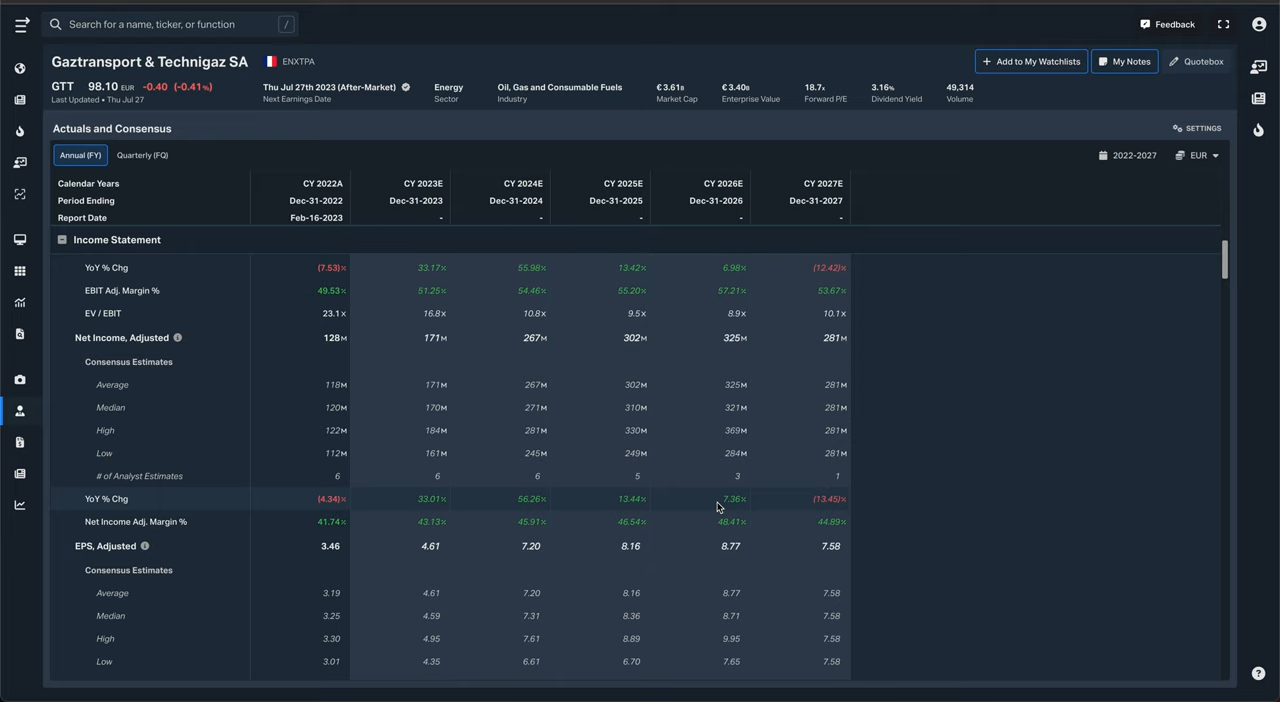 Search for a name, ticker, or function /
Feedback
Gaztransport & Technigaz SA ENXTPA
+ Add to My Watchlists My Notes Quotebox
GTT 98.10 EUR -0.40 (-0.41%) Thu Jul 27th 2023 (After-Market) Energy Oil, Gas and Consumable Fuels €3.61B €3.40B 18.7x 3.16% 49,314
Last Updated • Thu Jul 27 Next Earnings Date Sector Industry Market Cap Enterprise Value Forward P/E Dividend Yield Volume
Actuals and Consensus SETTINGS
Annual (FY) Quarterly (FQ) 2022-2027 EUR
Calendar Years CY 2022A CY 2023E CY 2024E CY 2025E CY 2026E CY 2027E
Period Ending Dec-31-2022 Dec-31-2023 Dec-31-2024 Dec-31-2025 Dec-31-2026 Dec-31-2027
Report Date Feb-16-2023 - - - - -
Income Statement
YoY % Chg (7.53)% 33.17% 55.98% 13.42% 6.98% (12.42)%
EBIT Adj. Margin % 49.53% 51.25% 54.46% 55.20% 57.21% 53.67%
EV / EBIT 23.1x 16.8x 10.8x 9.5x 8.9x 10.1x
Net Income, Adjusted 128M 171M 267M 302M 325M 281M
Consensus Estimates
Average 118M 171M 267M 302M 325M 281M
Median 120M 170M 271M 310M 321M 281M
High 122M 184M 281M 330M 369M 281M
Low 112M 161M 245M 249M 284M 281M
# of Analyst Estimates 6 6 6 5 3 1
YoY % Chg (4.34)% 33.01% 56.26% 13.44% 7.36% (13.45)%
Net Income Adj. Margin % 41.74% 43.13% 45.91% 46.54% 48.41% 44.89%
EPS, Adjusted 3.46 4.61 7.20 8.16 8.77 7.58
Consensus Estimates
Average 3.19 4.61 7.20 8.16 8.77 7.58
Median 3.25 4.59 7.31 8.36 8.71 7.58
High 3.30 4.95 7.61 8.89 9.95 7.58
Low 3.01 4.35 6.61 6.70 7.65 7.58